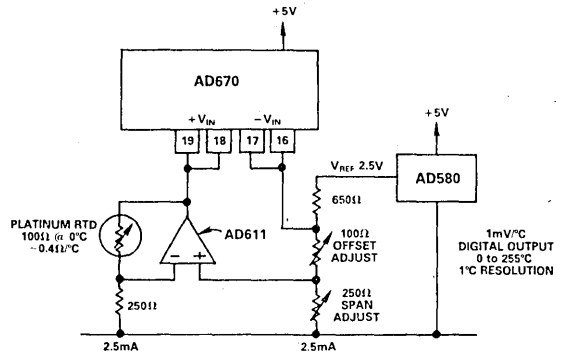 +5V
AD670
+VIN
−VIN
19
18
17
16
+5V
VREF 2.5V
AD580
650Ω
PLATINUM RTD
100Ω @ 0°C
~0.4Ω/°C
AD611
100Ω
OFFSET
ADJUST
1mV/°C
DIGITAL OUTPUT
0 to 255°C
1°C RESOLUTION
−
+
250Ω
250Ω
SPAN
ADJUST
2.5mA
2.5mA